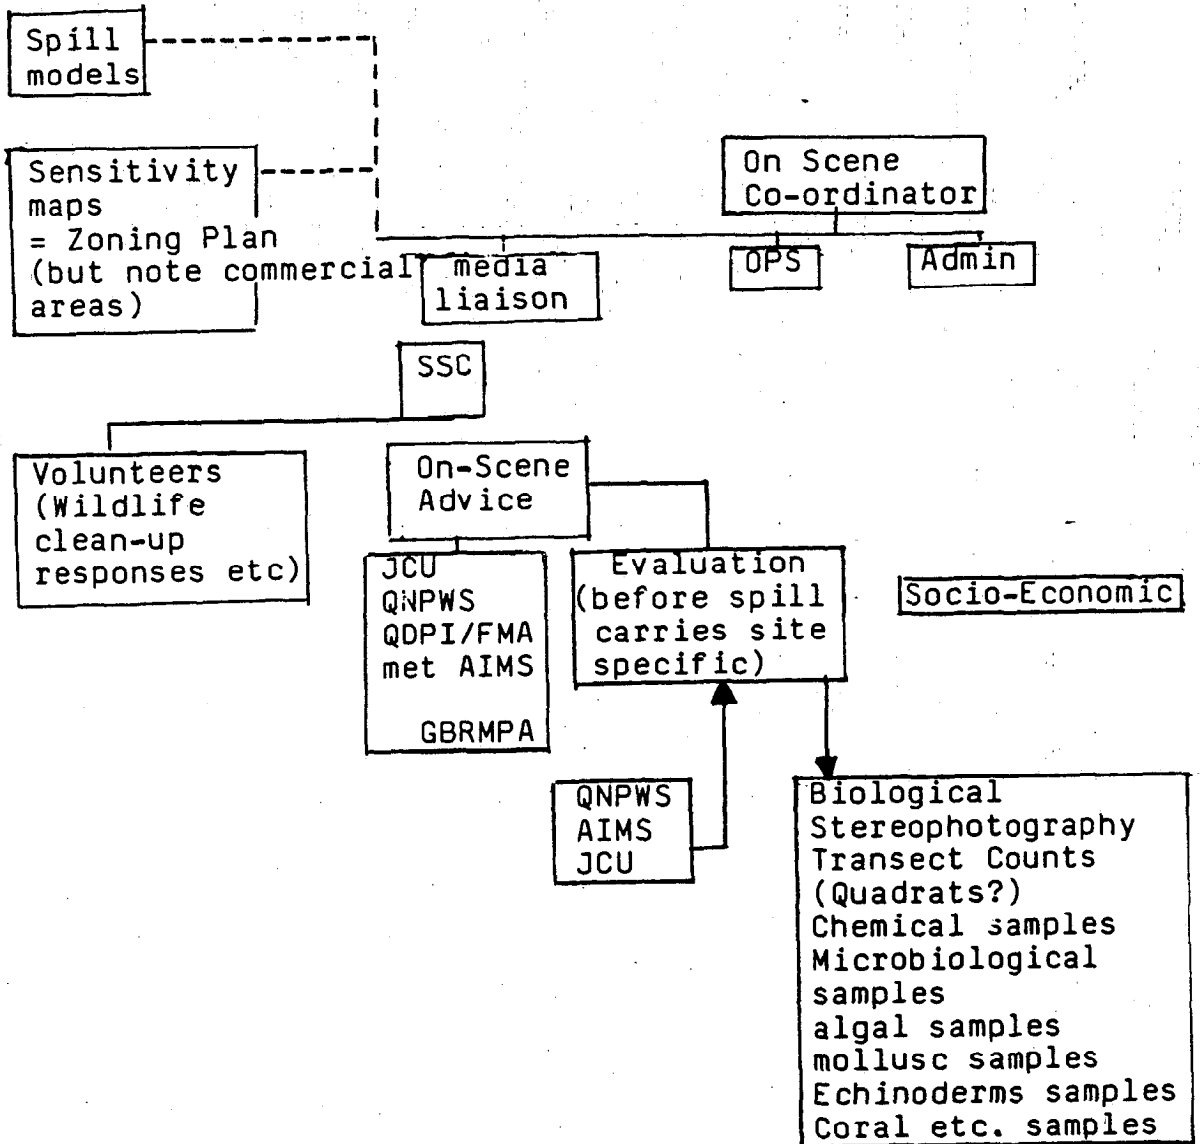 Spill
models
Sensitivity
maps
= Zoning Plan
(but note commercial
areas)
On Scene
Co-ordinator
media
liaison
OPS
Admin
SSC
Volunteers
(Wildlife
clean-up
responses etc)
On-Scene
Advice
JCU
QNPWS
QDPI/FMA
met AIMS
GBRMPA
Evaluation
(before spill
carries site
specific)
Socio-Economic
QNPWS
AIMS
JCU
Biological
Stereophotography
Transect Counts
(Quadrats?)
Chemical samples
Microbiological
samples
algal samples
mollusc samples
Echinoderms samples
Coral etc. samples